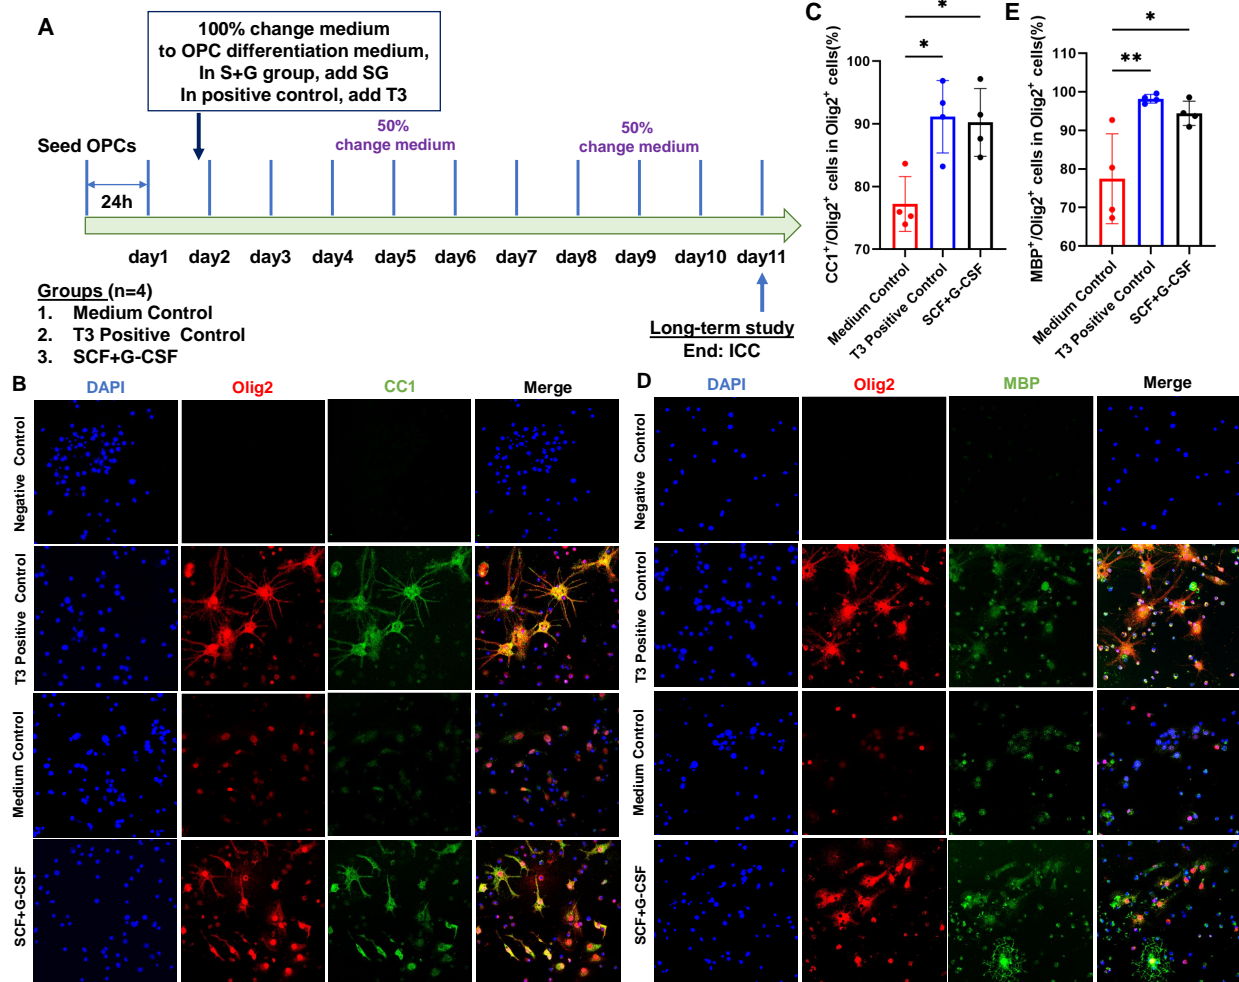 A
100% change medium
to OPC differentiation medium,
In S+G group, add SG
In positive control, add T3
Seed OPCs
24h
50%
change medium
50%
change medium
day1 day2 day3 day4 day5 day6 day7 day8 day9 day10 day11
Groups (n=4)
1. Medium Control
2. T3 Positive Control
3. SCF+G-CSF
Long-term study
End: ICC
C
CC1⁺/Olig2⁺ cells in Olig2⁺ cells(%)
100
90
80
70
*
*
Medium Control
T3 Positive Control
SCF+G-CSF
E
MBP⁺/Olig2⁺ cells in Olig2⁺ cells(%)
110
100
90
80
70
60
*
**
Medium Control
T3 Positive Control
SCF+G-CSF
B
DAPI Olig2 CC1 Merge
Negative Control
T3 Positive Control
Medium Control
SCF+G-CSF
D
DAPI Olig2 MBP Merge
Negative Control
T3 Positive Control
Medium Control
SCF+G-CSF